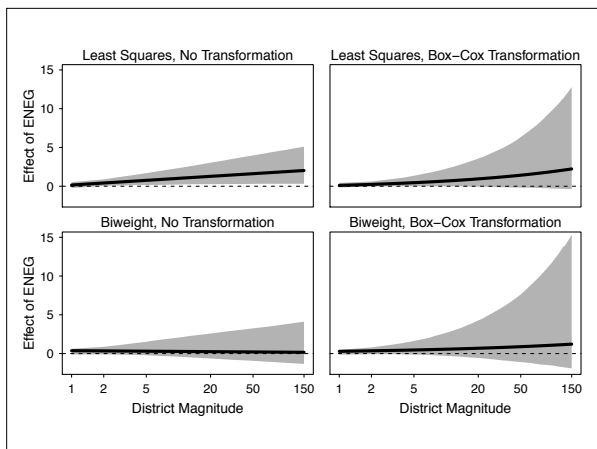 Least Squares, No Transformation
Least Squares, Box−Cox Transformation
15
10
5
0
Effect of ENEG
Biweight, No Transformation
Biweight, Box−Cox Transformation
15
10
5
0
Effect of ENEG
1 2 5 20 50 150
1 2 5 20 50 150
District Magnitude
District Magnitude